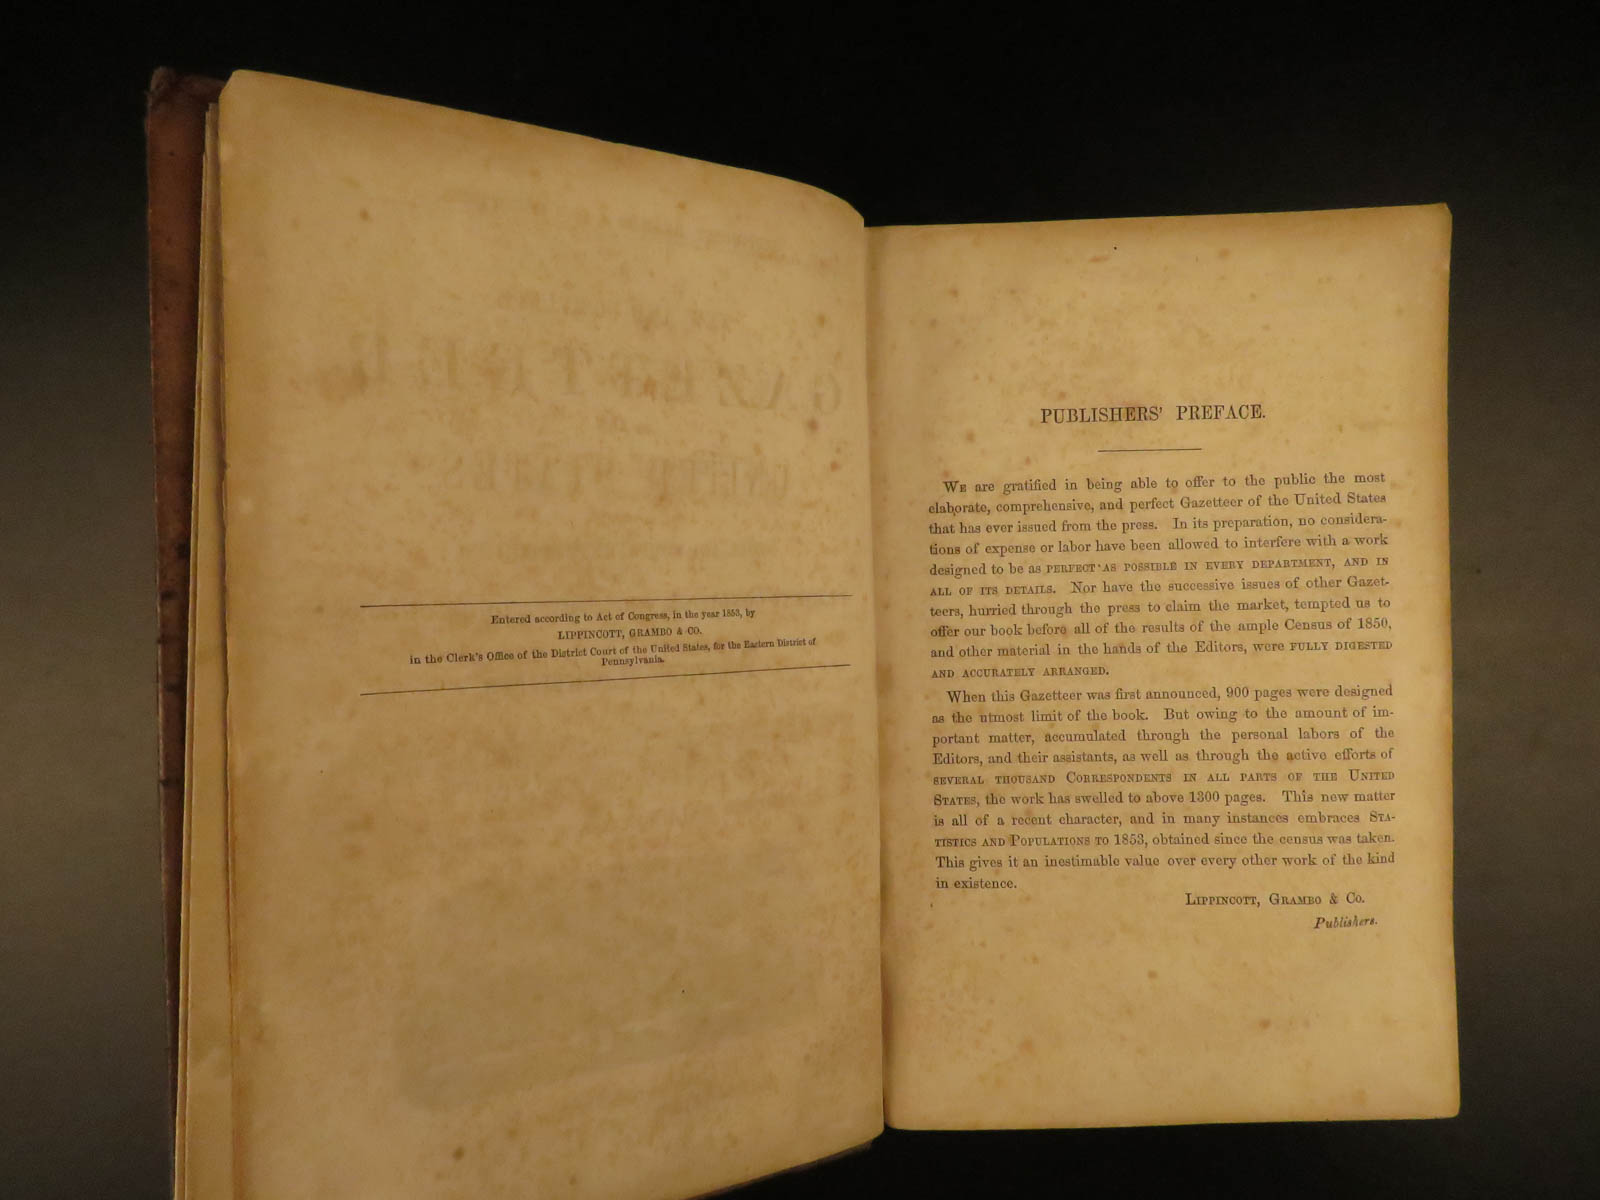 Entered according to Act of Congress, in the year 1853, by
LIPPINCOTT, GRAMBO & CO.
in the Clerk's Office of the District Court of the United States, for the Eastern District of
Pennsylvania.
PUBLISHERS' PREFACE.
WE are gratified in being able to offer to the public the most
elaborate, comprehensive, and perfect Gazetteer of the United States
that has ever issued from the press. In its preparation, no considera-
tions of expense or labor have been allowed to interfere with a work
designed to be as PERFECT AS POSSIBLE IN EVERY DEPARTMENT, AND IN
ALL OF ITS DETAILS. Nor have the successive issues of other Gazet-
teers, hurried through the press to claim the market, tempted us to
offer our book before all of the results of the ample Census of 1850,
and other material in the hands of the Editors, were FULLY DIGESTED
AND ACCURATELY ARRANGED.
When this Gazetteer was first announced, 900 pages were designed
as the utmost limit of the book. But owing to the amount of im-
portant matter, accumulated through the personal labors of the
Editors, and their assistants, as well as through the active efforts of
SEVERAL THOUSAND CORRESPONDENTS IN ALL PARTS OF THE UNITED
STATES, the work has swelled to above 1300 pages. This new matter
is all of a recent character, and in many instances embraces STA-
TISTICS AND POPULATIONS TO 1853, obtained since the census was taken.
This gives it an inestimable value over every other work of the kind
in existence.
LIPPINCOTT, GRAMBO & CO.
Publishers.